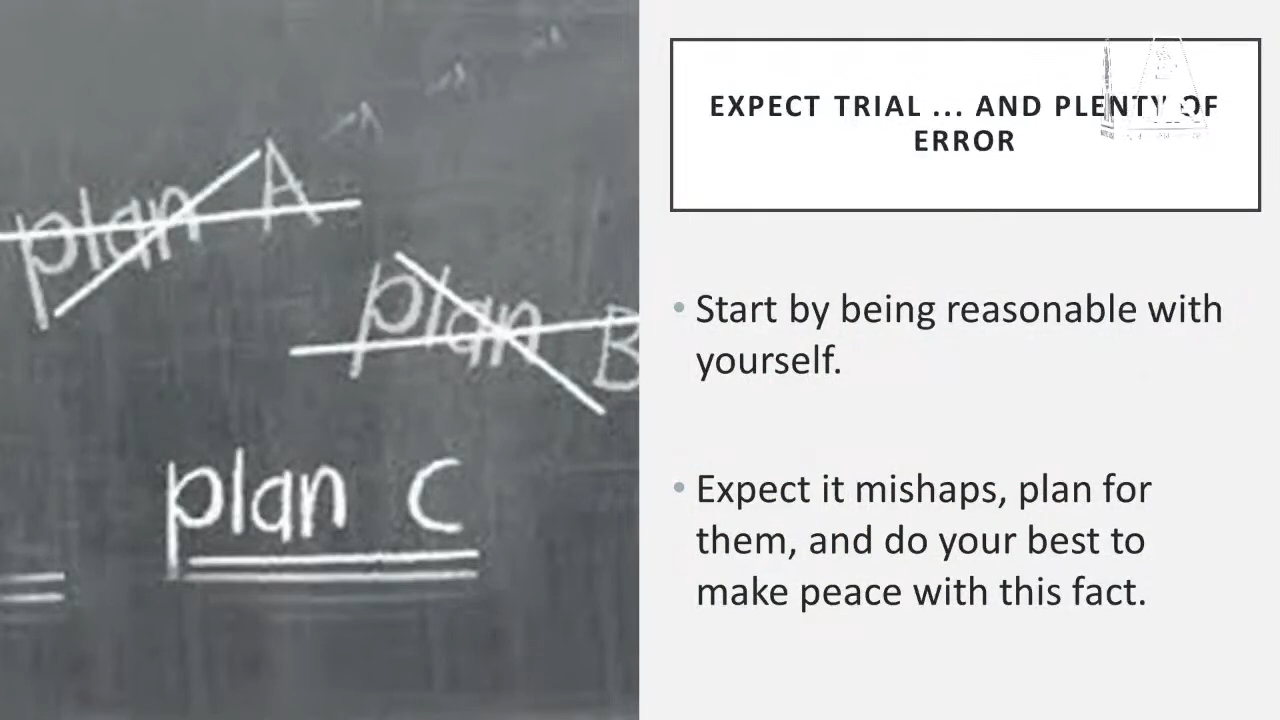 plan A
plan B
plan C
EXPECT TRIAL ... AND PLENTY OF
ERROR
• Start by being reasonable with
yourself.
• Expect it mishaps, plan for
them, and do your best to
make peace with this fact.